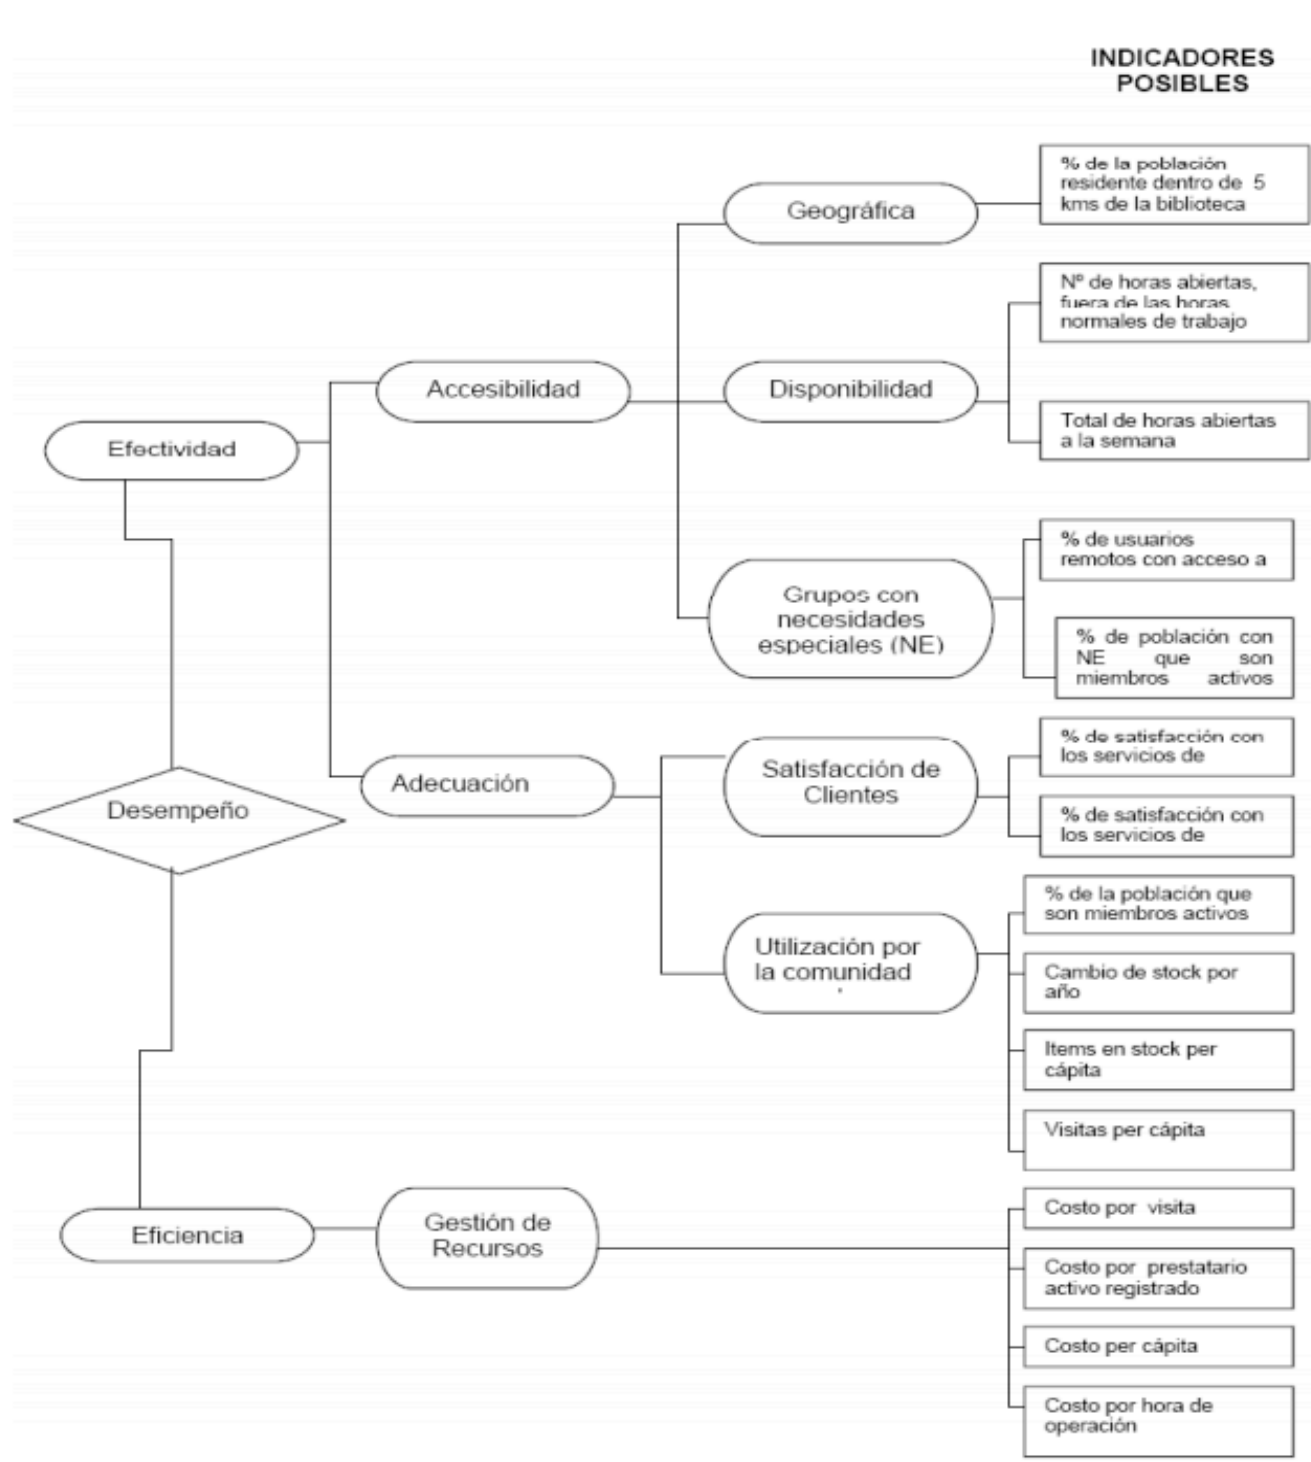 INDICADORES
POSIBLES
% de la población
residente dentro de 5
kms de la biblioteca
Geográfica
Nº de horas abiertas,
fuera de las horas
normales de trabajo
Accesibilidad
Disponibilidad
Total de horas abiertas
a la semana
Efectividad
% de usuarios
remotos con acceso a
Grupos con
necesidades
especiales (NE)
% de población con
NE que son
miembros activos
% de satisfacción con
los servicios de
Adecuación
Satisfacción de
Clientes
Desempeño
% de satisfacción con
los servicios de
% de la población que
son miembros activos
Utilización por
la comunidad
Cambio de stock por
año
Items en stock per
cápita
Visitas per cápita
Costo por visita
Eficiencia
Gestión de
Recursos
Costo por prestatario
activo registrado
Costo per cápita
Costo por hora de
operación